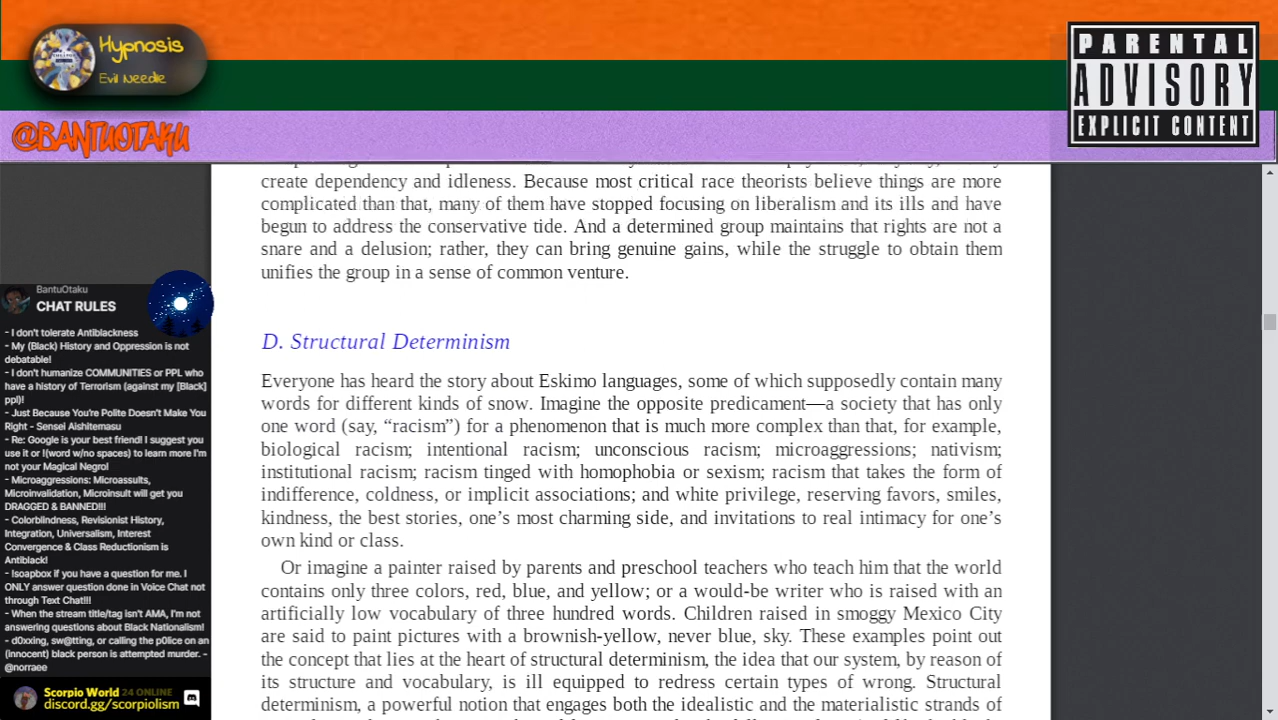 Hypnosis
Evil Needle
PARENTAL
ADVISORY
EXPLICIT CONTENT
@BANTUOTAKU
create dependency and idleness. Because most critical race theorists believe things are more
complicated than that, many of them have stopped focusing on liberalism and its ills and have
begun to address the conservative tide. And a determined group maintains that rights are not a
snare and a delusion; rather, they can bring genuine gains, while the struggle to obtain them
unifies the group in a sense of common venture.
D. Structural Determinism
Everyone has heard the story about Eskimo languages, some of which supposedly contain many
words for different kinds of snow. Imagine the opposite predicament—a society that has only
one word (say, “racism”) for a phenomenon that is much more complex than that, for example,
biological racism; intentional racism; unconscious racism; microaggressions; nativism;
institutional racism; racism tinged with homophobia or sexism; racism that takes the form of
indifference, coldness, or implicit associations; and white privilege, reserving favors, smiles,
kindness, the best stories, one’s most charming side, and invitations to real intimacy for one’s
own kind or class.
Or imagine a painter raised by parents and preschool teachers who teach him that the world
contains only three colors, red, blue, and yellow; or a would-be writer who is raised with an
artificially low vocabulary of three hundred words. Children raised in smoggy Mexico City
are said to paint pictures with a brownish-yellow, never blue, sky. These examples point out
the concept that lies at the heart of structural determinism, the idea that our system, by reason of
its structure and vocabulary, is ill equipped to redress certain types of wrong. Structural
determinism, a powerful notion that engages both the idealistic and the materialistic strands of
BantuOtaku
CHAT RULES
- I don't tolerate Antiblackness
- My (Black) History and Oppression is not
debatable!
- I don't humanize COMMUNITIES or PPL who
have a history of Terrorism (against my [Black]
ppl)!
- Just Because You're Polite Doesn't Make You
Right - Sensei Aishitemasu
- Re: Google is your best friend! I suggest you
use it or !(word w/no spaces) to learn more I'm
not your Magical Negro!
- Microaggressions: Microassults,
Microinvalidation, Microinsult will get you
DRAGGED & BANNED!!!
- Colorblindness, Revisionist History,
Integration, Universalism, Interest
Convergence & Class Reductionism is
Antiblack!
- !soapbox if you have a question for me. I
ONLY answer question done in Voice Chat not
through Text Chat!!!
- When the stream title/tag isn't AMA, I'm not
answering questions about Black Nationalism!
- d0xxing, sw@tting, or calling the p0lice on an
(innocent) black person is attempted murder. -
@norraee
Scorpio World 24 ONLINE
discord.gg/scorpiolism